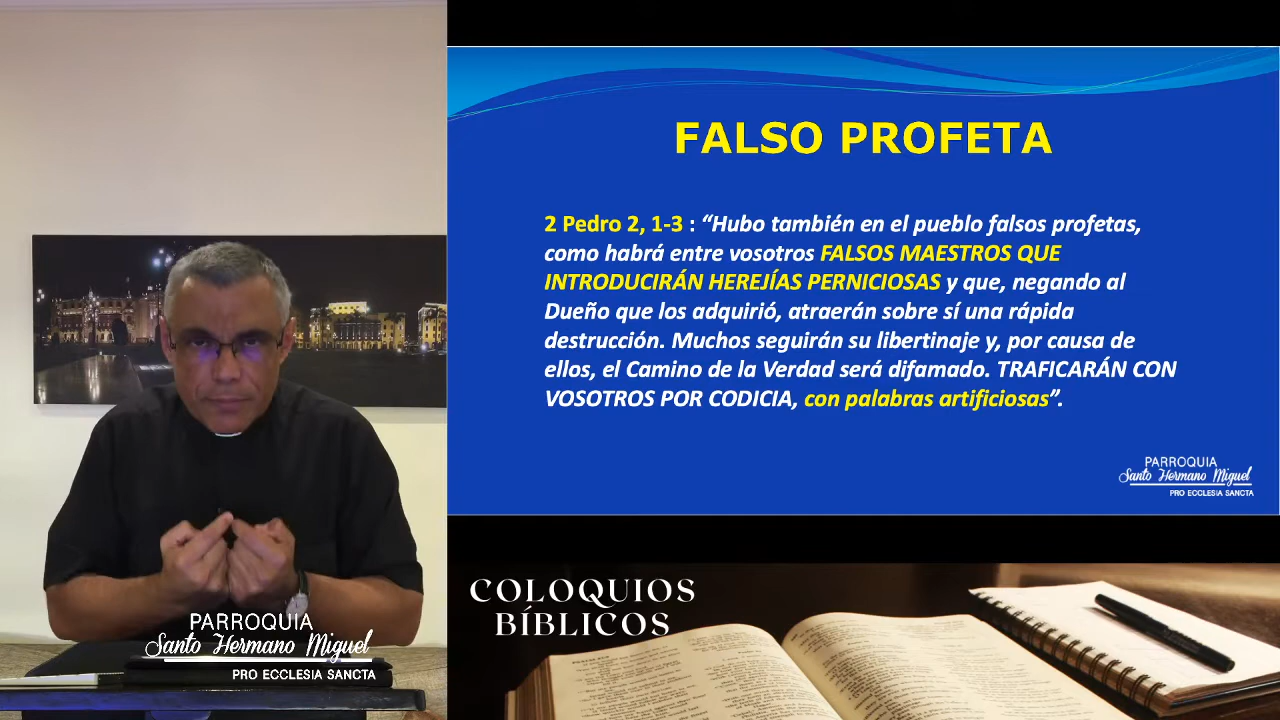 FALSO PROFETA
2 Pedro 2, 1-3 : “Hubo también en el pueblo falsos profetas,
como habrá entre vosotros FALSOS MAESTROS QUE
INTRODUCIRÁN HEREJÍAS PERNICIOSAS y que, negando al
Dueño que los adquirió, atraerán sobre sí una rápida
destrucción. Muchos seguirán su libertinaje y, por causa de
ellos, el Camino de la Verdad será difamado. TRAFICARÁN CON
VOSOTROS POR CODICIA, con palabras artificiosas”.
PARROQUIA
Santo Hermano Miguel
PRO ECCLESIA SANCTA
COLOQUIOS
BÍBLICOS
PARROQUIA
Santo Hermano Miguel
PRO ECCLESIA SANCTA